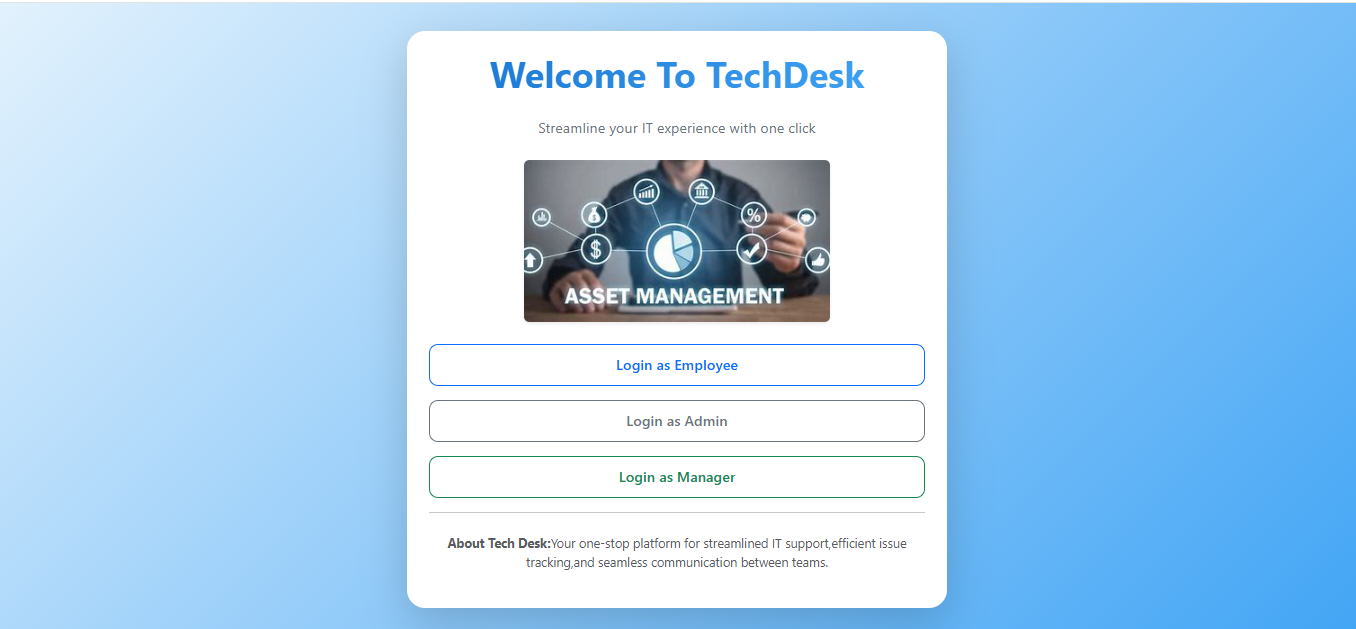 Welcome To TechDesk
Streamline your IT experience with one click
$
%
ASSET MANAGEMENT
Login as Employee
Login as Admin
Login as Manager
About Tech Desk:Your one-stop platform for streamlined IT support,efficient issue
tracking,and seamless communication between teams.